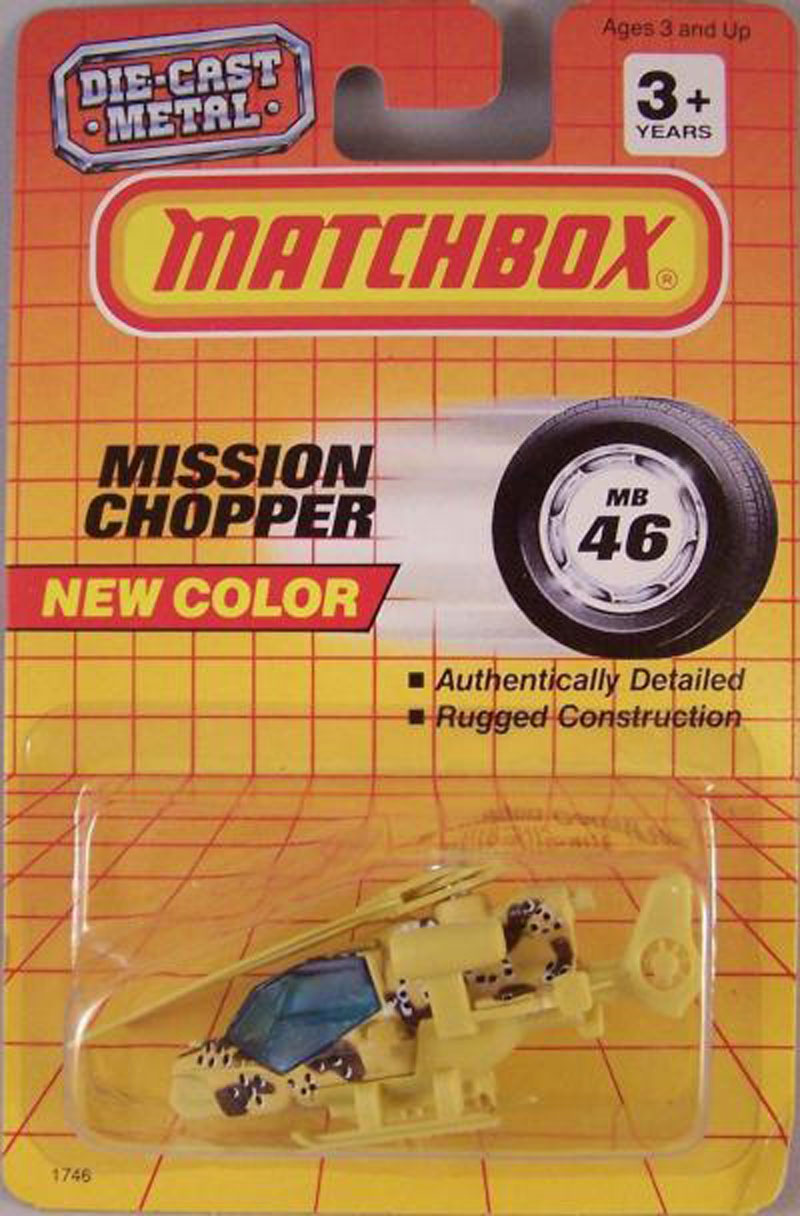 Ages 3 and Up
DIE-CAST
METAL
3+
YEARS
MATCHBOX®
MISSION
CHOPPER
MB
46
NEW COLOR
■ Authentically Detailed
■ Rugged Construction
1746